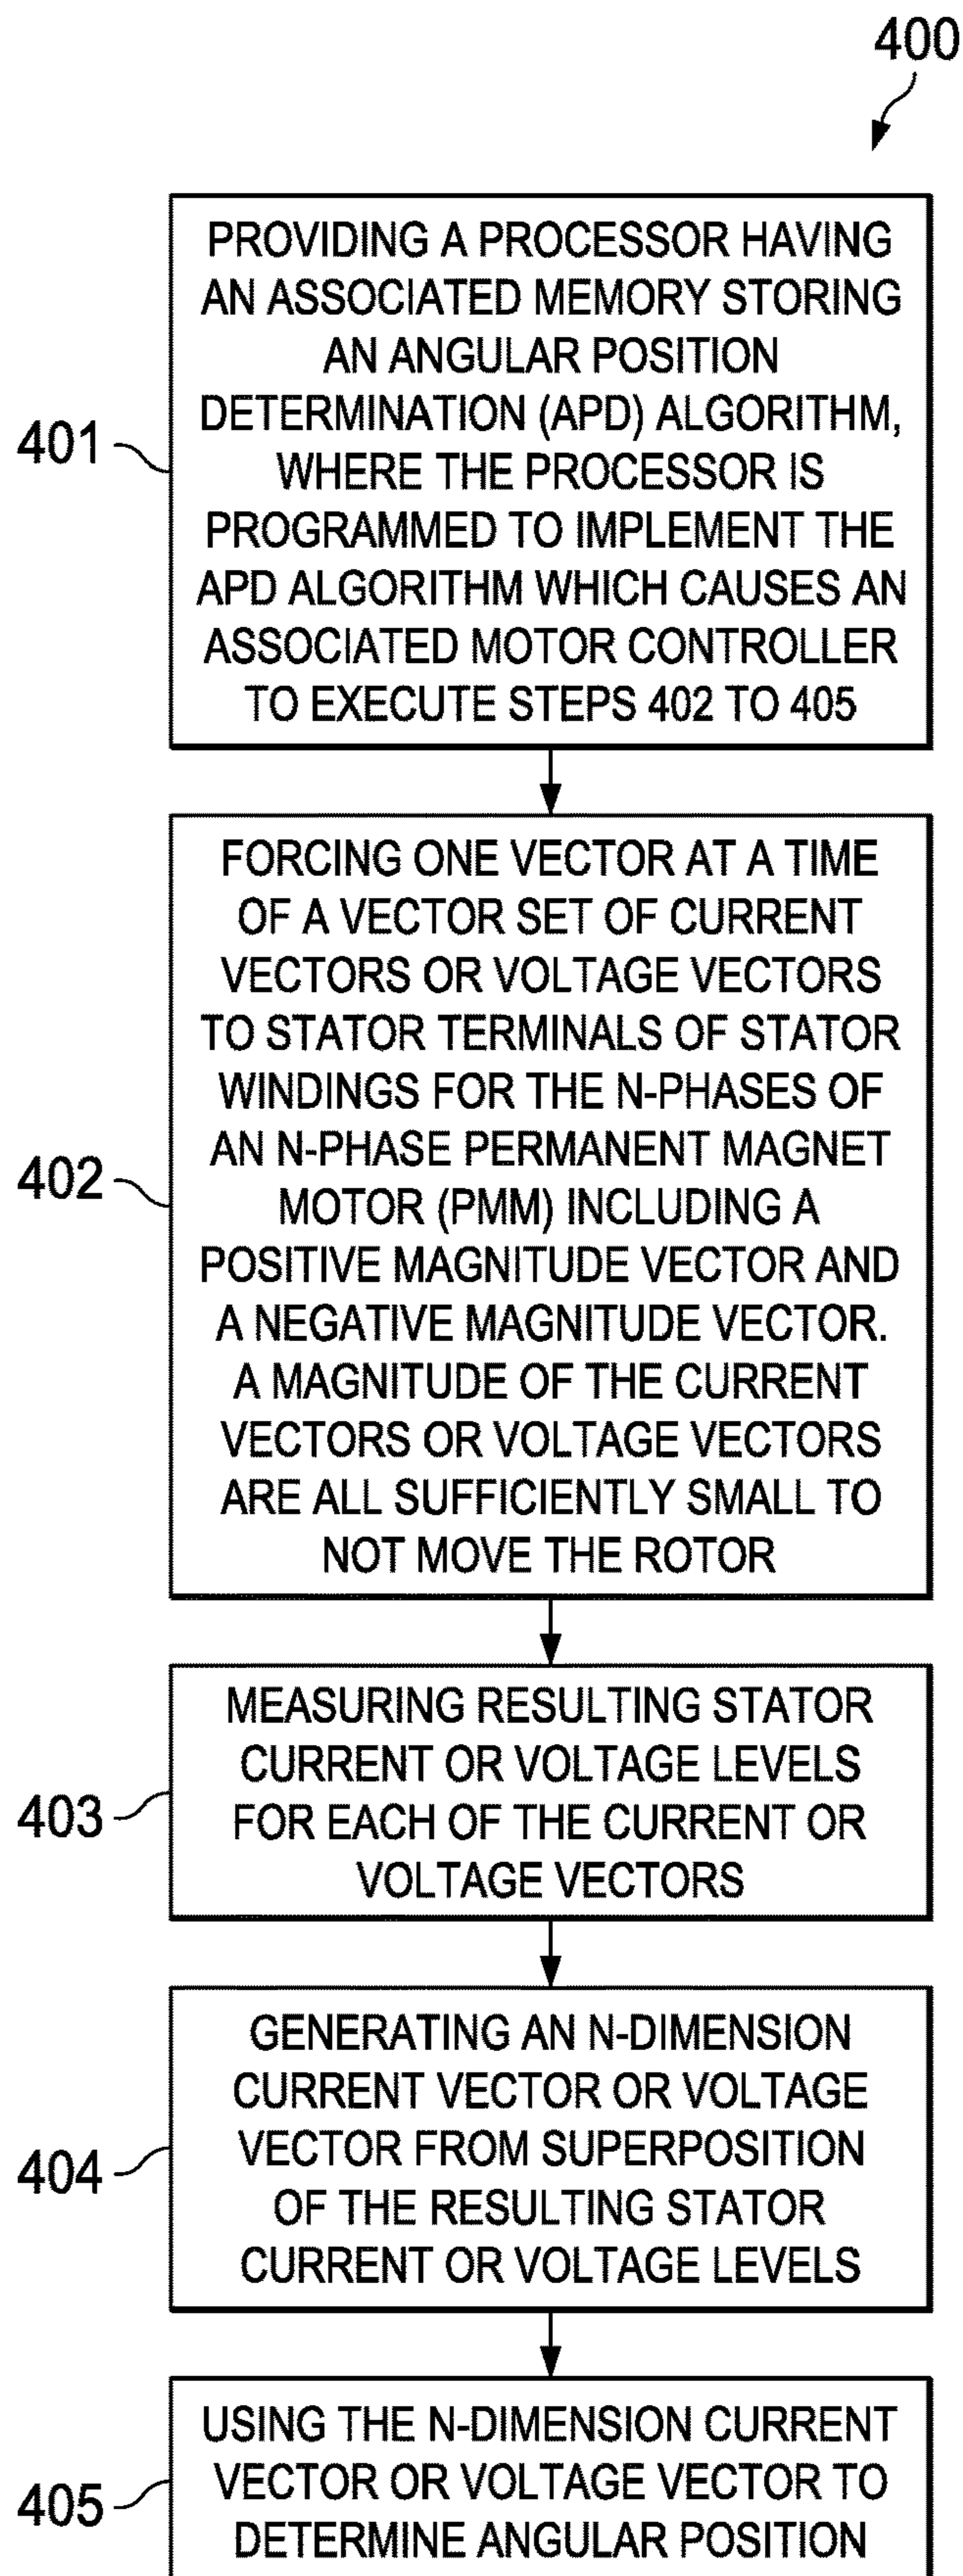 400
PROVIDING A PROCESSOR HAVING
AN ASSOCIATED MEMORY STORING
AN ANGULAR POSITION
DETERMINATION (APD) ALGORITHM,
WHERE THE PROCESSOR IS
PROGRAMMED TO IMPLEMENT THE
APD ALGORITHM WHICH CAUSES AN
ASSOCIATED MOTOR CONTROLLER
TO EXECUTE STEPS 402 TO 405
401
FORCING ONE VECTOR AT A TIME
OF A VECTOR SET OF CURRENT
VECTORS OR VOLTAGE VECTORS
TO STATOR TERMINALS OF STATOR
WINDINGS FOR THE N-PHASES OF
AN N-PHASE PERMANENT MAGNET
MOTOR (PMM) INCLUDING A
POSITIVE MAGNITUDE VECTOR AND
A NEGATIVE MAGNITUDE VECTOR.
A MAGNITUDE OF THE CURRENT
VECTORS OR VOLTAGE VECTORS
ARE ALL SUFFICIENTLY SMALL TO
NOT MOVE THE ROTOR
402
MEASURING RESULTING STATOR
CURRENT OR VOLTAGE LEVELS
FOR EACH OF THE CURRENT OR
VOLTAGE VECTORS
403
GENERATING AN N-DIMENSION
CURRENT VECTOR OR VOLTAGE
VECTOR FROM SUPERPOSITION
OF THE RESULTING STATOR
CURRENT OR VOLTAGE LEVELS
404
USING THE N-DIMENSION CURRENT
VECTOR OR VOLTAGE VECTOR TO
DETERMINE ANGULAR POSITION
405